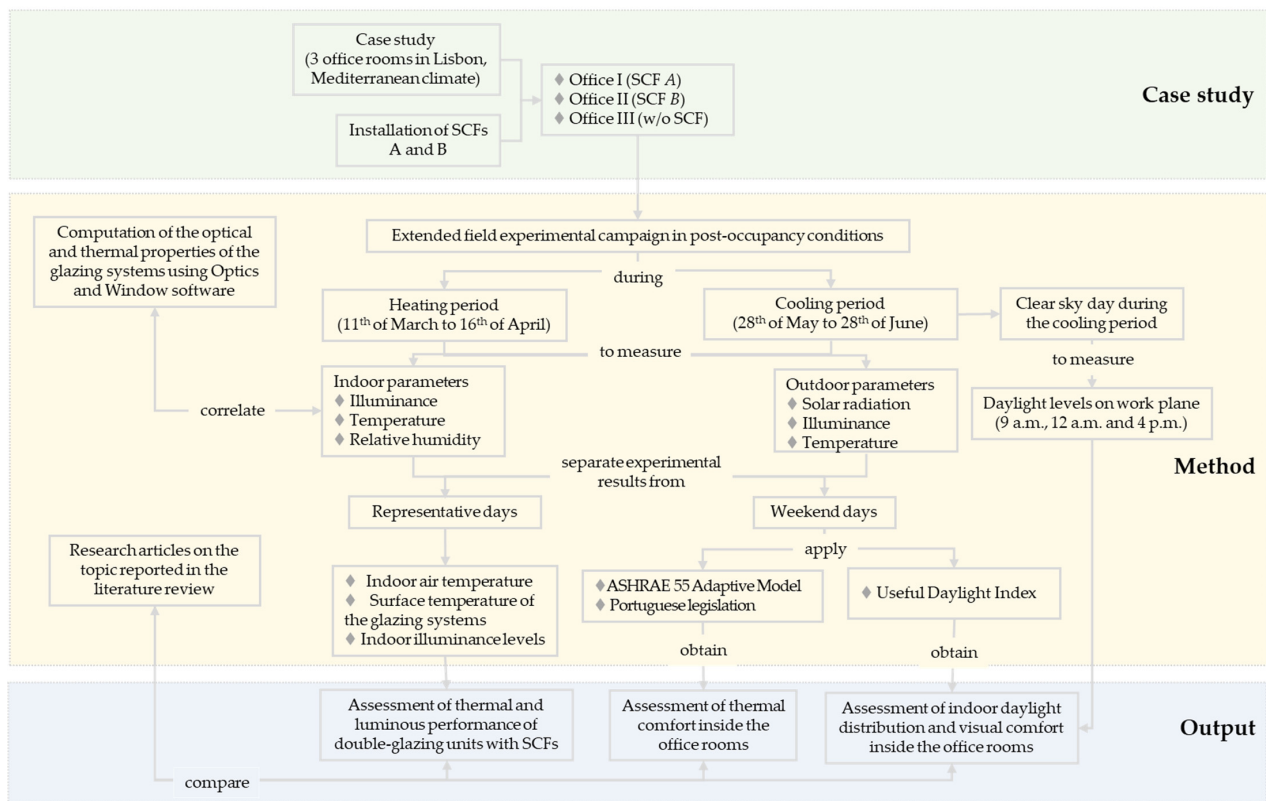 Case study
(3 office rooms in Lisbon,
Mediterranean climate)
Installation of SCFs
A and B
◆ Office I (SCF A)
◆ Office II (SCF B)
◆ Office III (w/o SCF)
Case study
Computation of the optical
and thermal properties of the
glazing systems using Optics
and Window software
Extended field experimental campaign in post-occupancy conditions
during
Heating period
(11th of March to 16th of April)
Cooling period
(28th of May to 28th of June)
Clear sky day during
the cooling period
to measure
to measure
Indoor parameters
◆ Illuminance
◆ Temperature
◆ Relative humidity
correlate
Outdoor parameters
◆ Solar radiation
◆ Illuminance
◆ Temperature
Daylight levels on work plane
(9 a.m., 12 a.m. and 4 p.m.)
separate experimental
results from
Method
Representative days
Weekend days
apply
Research articles on the
topic reported in the
literature review
◆ Indoor air temperature
◆ Surface temperature of
the glazing systems
◆ Indoor illuminance levels
◆ ASHRAE 55 Adaptive Model
◆ Portuguese legislation
◆ Useful Daylight Index
obtain
obtain
Assessment of thermal and
luminous performance of
double-glazing units with SCFs
Assessment of thermal
comfort inside the
office rooms
Assessment of indoor daylight
distribution and visual comfort
inside the office rooms
Output
compare